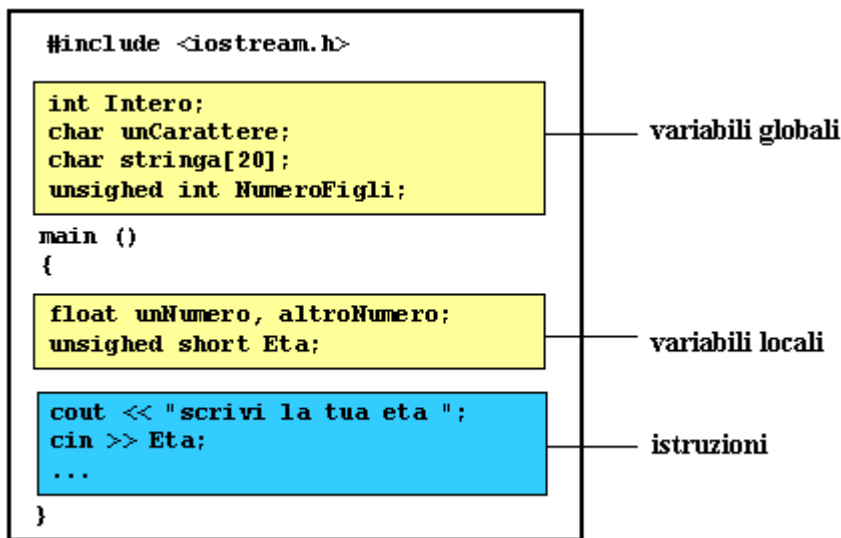 #include <iostream.h>
int Intero;
char unCarattere;
char stringa[20];
unsighed int NumeroFigli;
variabili globali
main ()
{
float unNumero, altroNumero;
unsighed short Eta;
variabili locali
cout << "scrivi la tua eta ";
cin >> Eta;
...
istruzioni
}